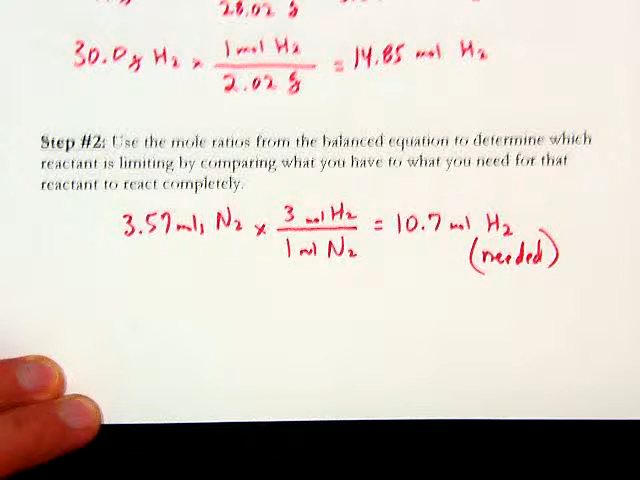 28.02 g
30.0g H₂ × 1 mol H₂ / 2.02 g = 14.85 mol H₂
Step #2: Use the mole ratios from the balanced equation to determine which
reactant is limiting by comparing what you have to what you need for that
reactant to react completely.
3.57 mol, N₂ × 3 mol H₂ / 1 mol N₂ = 10.7 mol H₂
(needed)